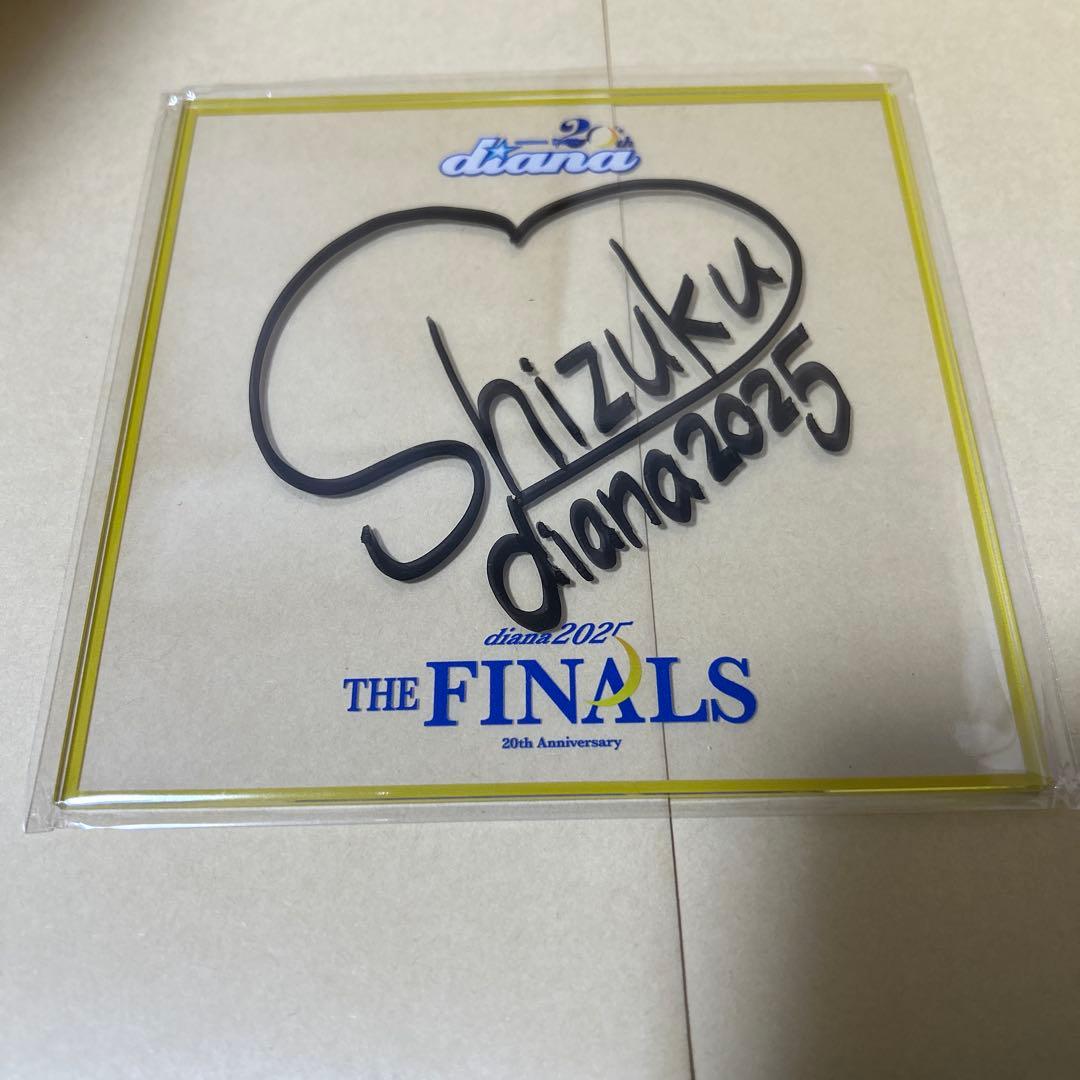 20th
diana
Shizuku
diana2025
diana2025
THE FINALS
20th Anniversary